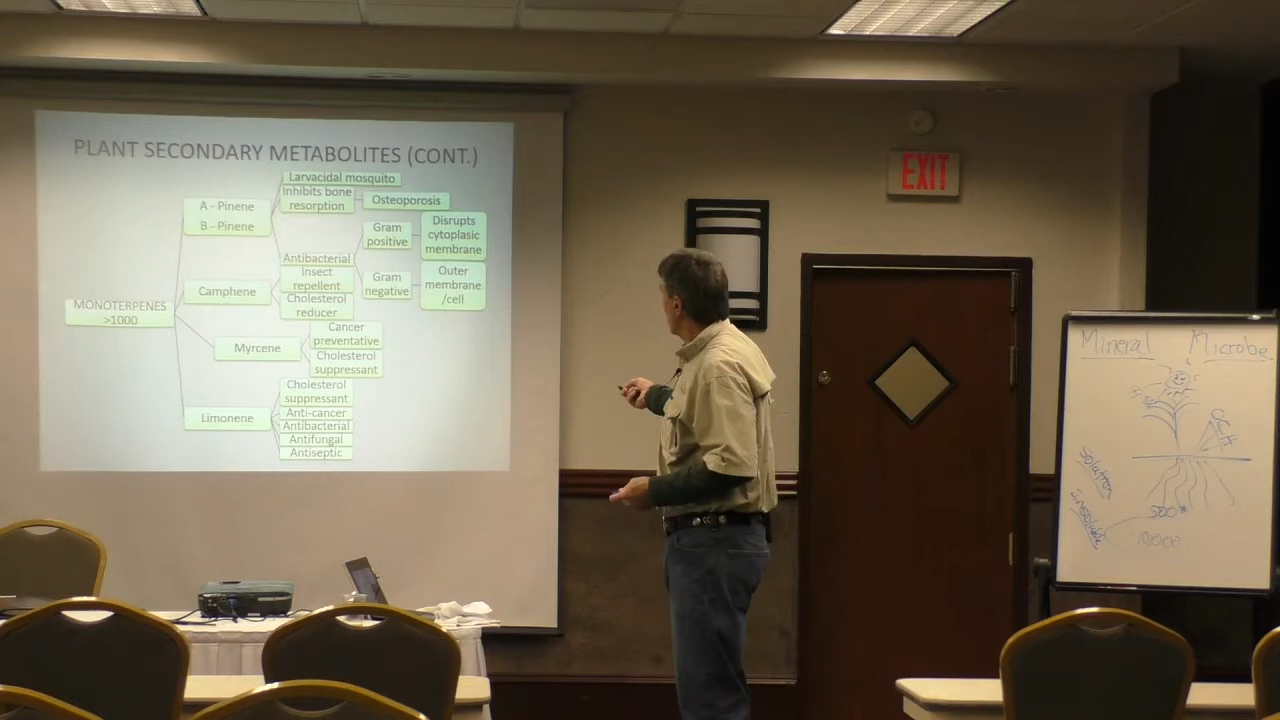 PLANT SECONDARY METABOLITES (CONT.)
MONOTERPENES
>1000
A - Pinene
B - Pinene
Larvacidal mosquito
Inhibits bone
resorption
Osteoporosis
Antibacterial
Gram
positive
Disrupts
cytoplasic
membrane
Gram
negative
Outer
membrane
/cell
Camphene
Insect
repellent
Cholesterol
reducer
Myrcene
Cancer
preventative
Cholesterol
suppressant
Limonene
Cholesterol
suppressant
Anti-cancer
Antibacterial
Antifungal
Antiseptic
EXIT
Mineral Microbe
Solution
Insoluble